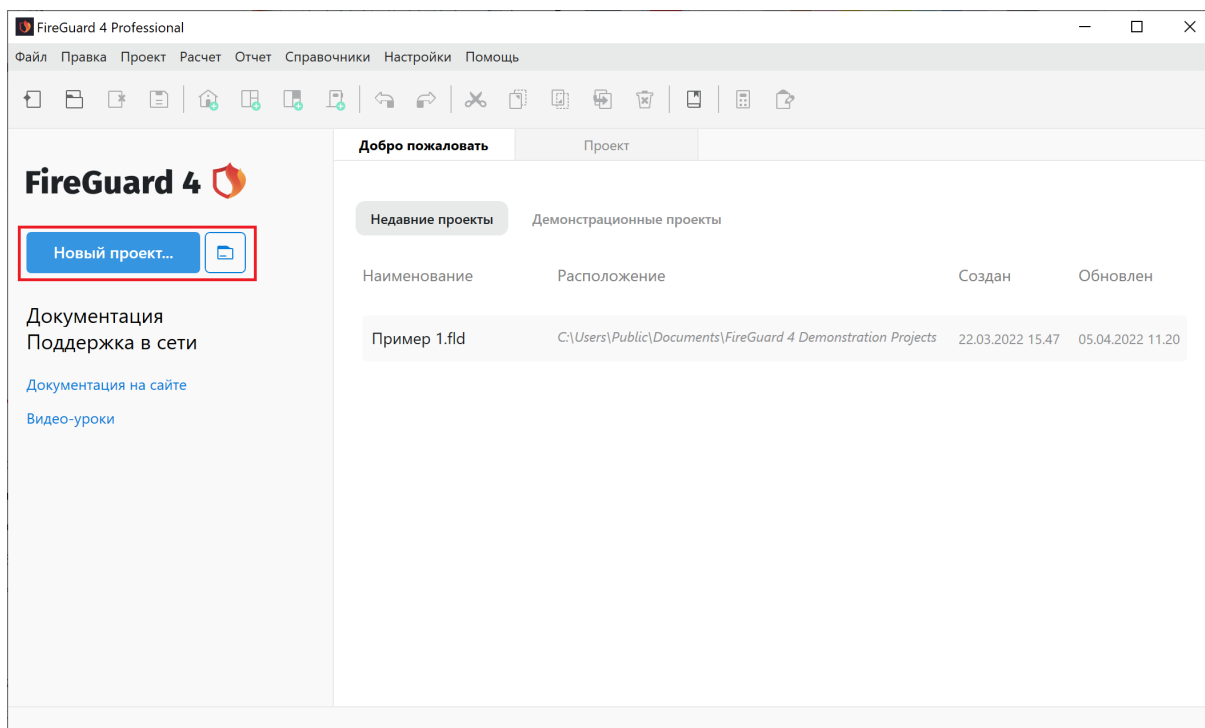 FireGuard 4 Professional
Файл Правка Проект Расчет Отчет Справочники Настройки Помощь
Добро пожаловать Проект
FireGuard 4
Новый проект...
Документация
Поддержка в сети
Документация на сайте
Видео-уроки
Недавние проекты Демонстрационные проекты
Наименование Расположение Создан Обновлен
Пример 1.fld C:\Users\Public\Documents\FireGuard 4 Demonstration Projects 22.03.2022 15.47 05.04.2022 11.20